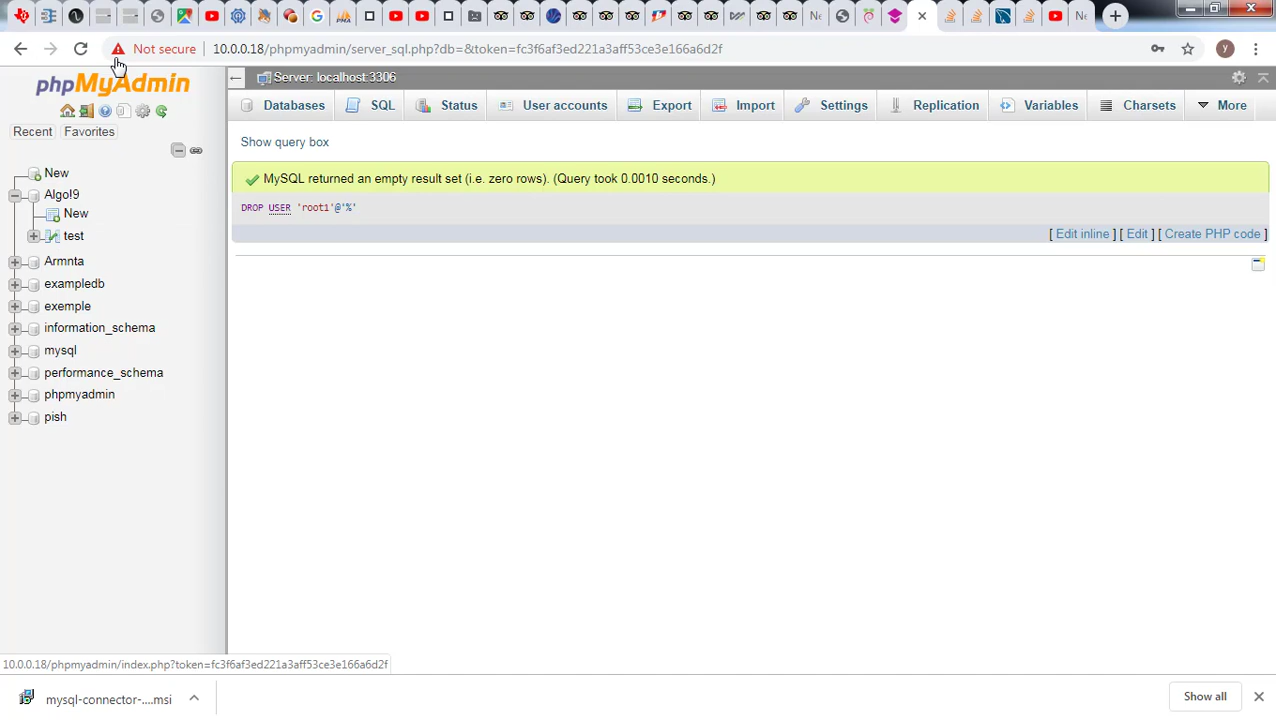 Ne
Ne
Not secure
10.0.0.18/phpmyadmin/server_sql.php?db=&token=fc3f6af3ed221a3aff53ce3e166a6d2f
y
phpMyAdmin
Recent
Favorites
New
Algo!9
New
test
Armnta
exampledb
exemple
information_schema
mysql
performance_schema
phpmyadmin
pish
Server: localhost:3306
Databases
SQL
Status
User accounts
Export
Import
Settings
Replication
Variables
Charsets
More
Show query box
MySQL returned an empty result set (i.e. zero rows). (Query took 0.0010 seconds.)
DROP USER 'root1'@'%'
[ Edit inline ] [ Edit ] [ Create PHP code ]
10.0.0.18/phpmyadmin/index.php?token=fc3f6af3ed221a3aff53ce3e166a6d2f
mysql-connector-....msi
Show all